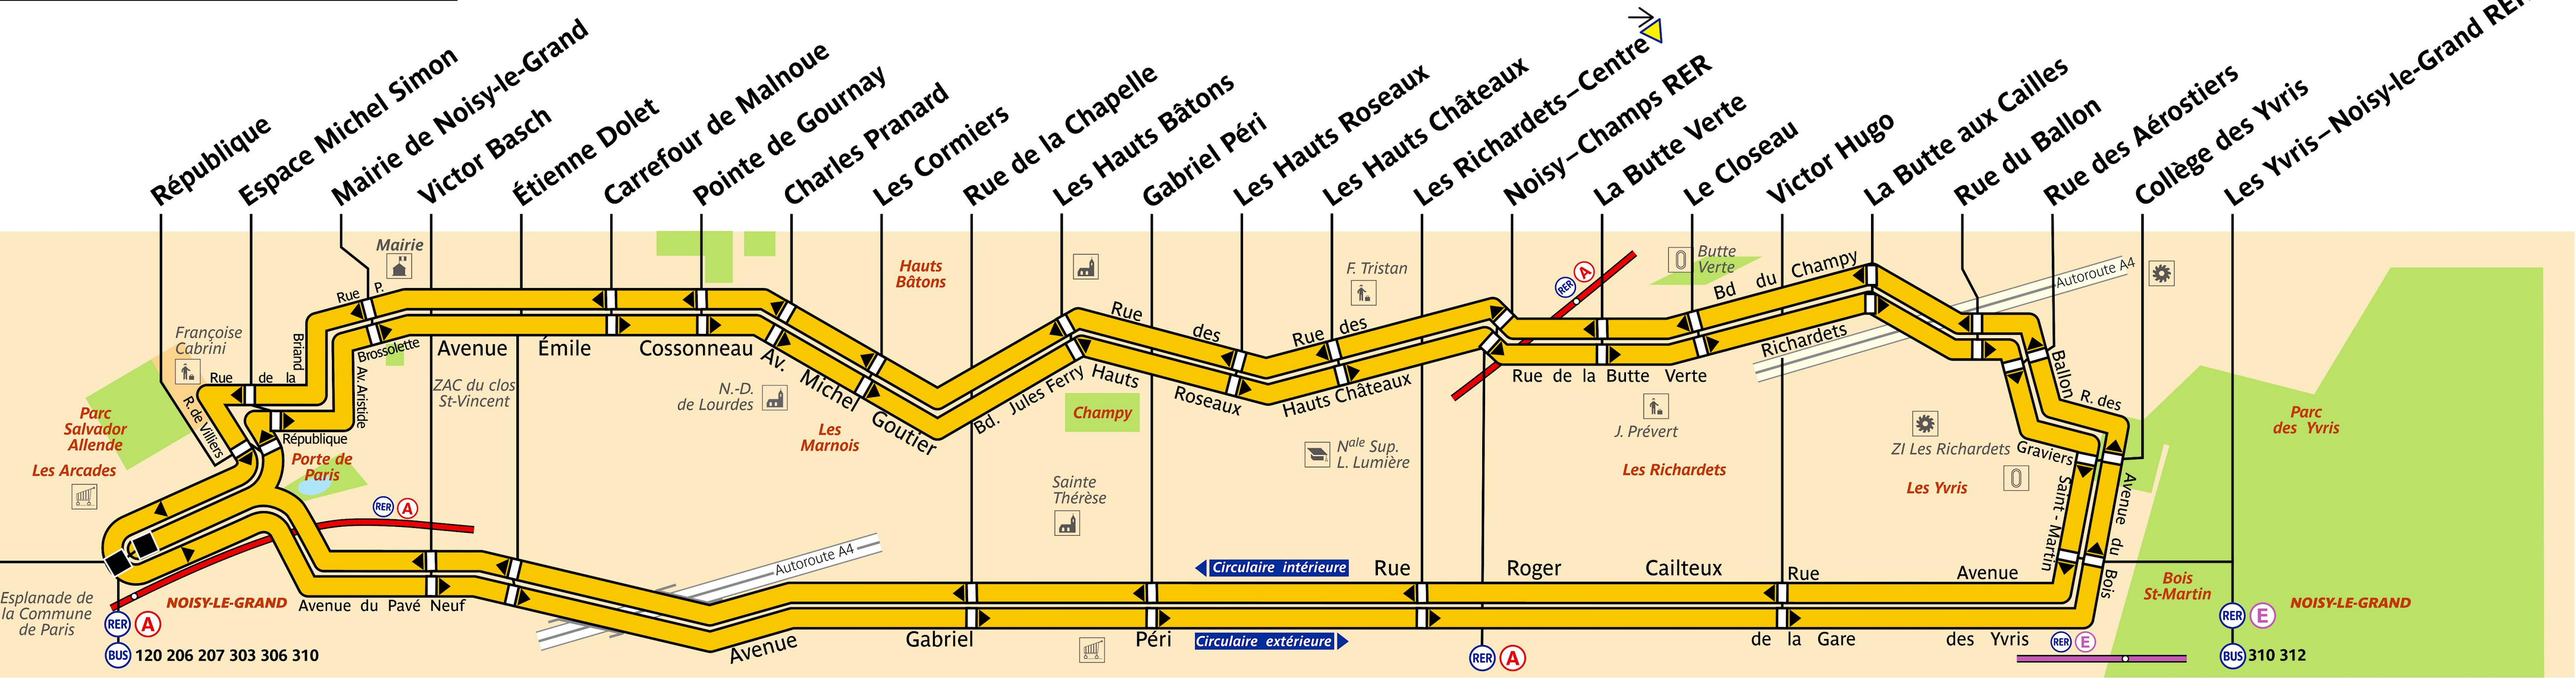 République
Espace Michel Simon
Mairie de Noisy-le-Grand
Victor Basch
Étienne Dolet
Carrefour de Malnoue
Pointe de Gournay
Charles Pranard
Les Cormiers
Rue de la Chapelle
Les Hauts Bâtons
Gabriel Péri
Les Hauts Roseaux
Les Hauts Châteaux
Les Richardets–Centre
Noisy–Champs RER
La Butte Verte
Le Closeau
Victor Hugo
La Butte aux Cailles
Rue du Ballon
Rue des Aérostiers
Collège des Yvris
Les Yvris–Noisy-le-Grand RER
Mairie
Hauts
Bâtons
F. Tristan
RER A
Butte
Verte
Bd du Champy
Autoroute A4
Rue P.
Brossolette
Françoise
Cabrini
Briand
Av. Aristide
Rue de la
République
R. de Villiers
Avenue Émile Cossonneau
Av. Michel Goutier
Bd. Jules Ferry
Rue des
Hauts
Roseaux
Rue des
Hauts Châteaux
Rue de la Butte Verte
Richardets
Ballon
R. des
Graviers
ZAC du clos
St-Vincent
N.-D.
de Lourdes
Les
Marnois
Champy
Nale Sup.
L. Lumière
J. Prévert
Les Richardets
ZI Les Richardets
Les Yvris
Parc
des Yvris
Parc
Salvador
Allende
Les Arcades
Porte de
Paris
RER A
Sainte
Thérèse
Saint - Martin
Avenue du Bois
Autoroute A4
Circulaire intérieure
Rue Roger Cailteux
Rue
Avenue
Bois
St-Martin
NOISY-LE-GRAND
Esplanade de
la Commune
de Paris
NOISY-LE-GRAND
Avenue du Pavé Neuf
Avenue Gabriel Péri
Circulaire extérieure
de la Gare
des Yvris
RER E
RER A
BUS 120 206 207 303 306 310
RER A
RER E
BUS 310 312